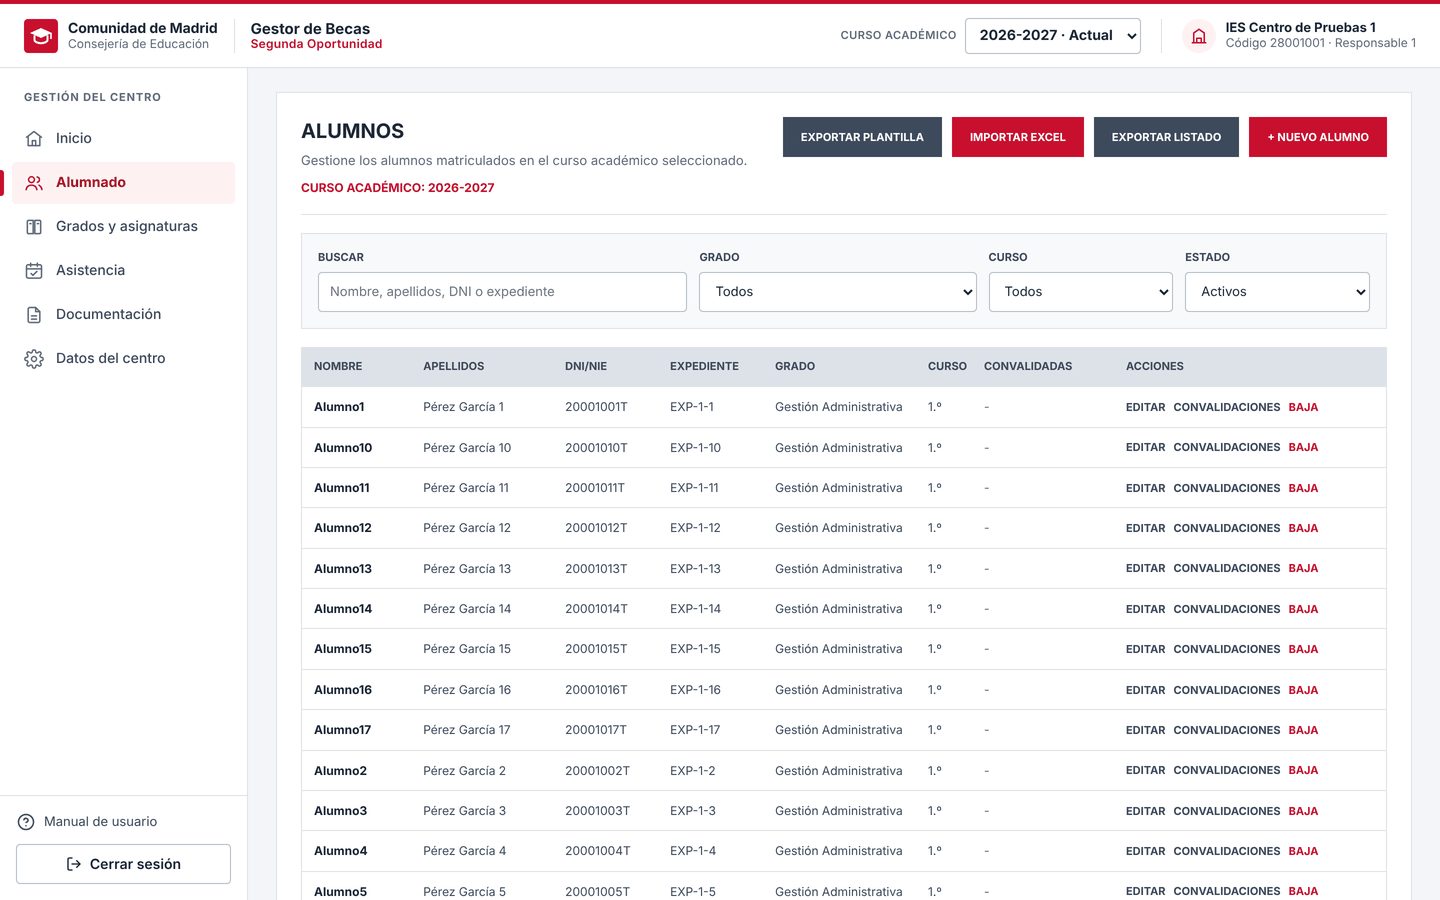 Comunidad de Madrid
Consejería de Educación
Gestor de Becas
Segunda Oportunidad
CURSO ACADÉMICO
2026-2027 · Actual
IES Centro de Pruebas 1
Código 28001001 · Responsable 1
GESTIÓN DEL CENTRO
Inicio
Alumnado
Grados y asignaturas
Asistencia
Documentación
Datos del centro
Manual de usuario
Cerrar sesión
ALUMNOS
Gestione los alumnos matriculados en el curso académico seleccionado.
CURSO ACADÉMICO: 2026-2027
EXPORTAR PLANTILLA
IMPORTAR EXCEL
EXPORTAR LISTADO
+ NUEVO ALUMNO
BUSCAR GRADO CURSO ESTADO
Nombre, apellidos, DNI o expediente Todos Todos Activos
NOMBRE APELLIDOS DNI/NIE EXPEDIENTE GRADO CURSO CONVALIDADAS ACCIONES
Alumno1 Pérez García 1 20001001T EXP-1-1 Gestión Administrativa 1.º - EDITAR CONVALIDACIONES BAJA
Alumno10 Pérez García 10 20001010T EXP-1-10 Gestión Administrativa 1.º - EDITAR CONVALIDACIONES BAJA
Alumno11 Pérez García 11 20001011T EXP-1-11 Gestión Administrativa 1.º - EDITAR CONVALIDACIONES BAJA
Alumno12 Pérez García 12 20001012T EXP-1-12 Gestión Administrativa 1.º - EDITAR CONVALIDACIONES BAJA
Alumno13 Pérez García 13 20001013T EXP-1-13 Gestión Administrativa 1.º - EDITAR CONVALIDACIONES BAJA
Alumno14 Pérez García 14 20001014T EXP-1-14 Gestión Administrativa 1.º - EDITAR CONVALIDACIONES BAJA
Alumno15 Pérez García 15 20001015T EXP-1-15 Gestión Administrativa 1.º - EDITAR CONVALIDACIONES BAJA
Alumno16 Pérez García 16 20001016T EXP-1-16 Gestión Administrativa 1.º - EDITAR CONVALIDACIONES BAJA
Alumno17 Pérez García 17 20001017T EXP-1-17 Gestión Administrativa 1.º - EDITAR CONVALIDACIONES BAJA
Alumno2 Pérez García 2 20001002T EXP-1-2 Gestión Administrativa 1.º - EDITAR CONVALIDACIONES BAJA
Alumno3 Pérez García 3 20001003T EXP-1-3 Gestión Administrativa 1.º - EDITAR CONVALIDACIONES BAJA
Alumno4 Pérez García 4 20001004T EXP-1-4 Gestión Administrativa 1.º - EDITAR CONVALIDACIONES BAJA
Alumno5 Pérez García 5 20001005T EXP-1-5 Gestión Administrativa 1.º - EDITAR CONVALIDACIONES BAJA